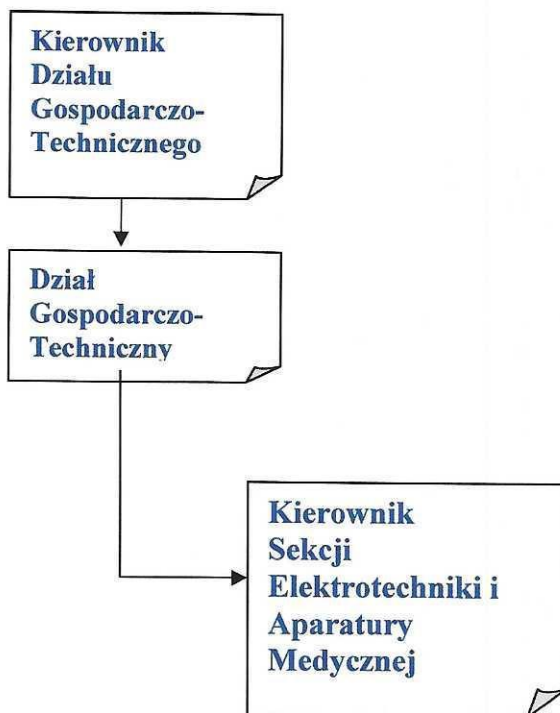 Kierownik
Działu
Gospodarczo-
Technicznego
Dział
Gospodarczo-
Techniczny
Kierownik
Sekcji
Elektrotechniki i
Aparatury
Medycznej